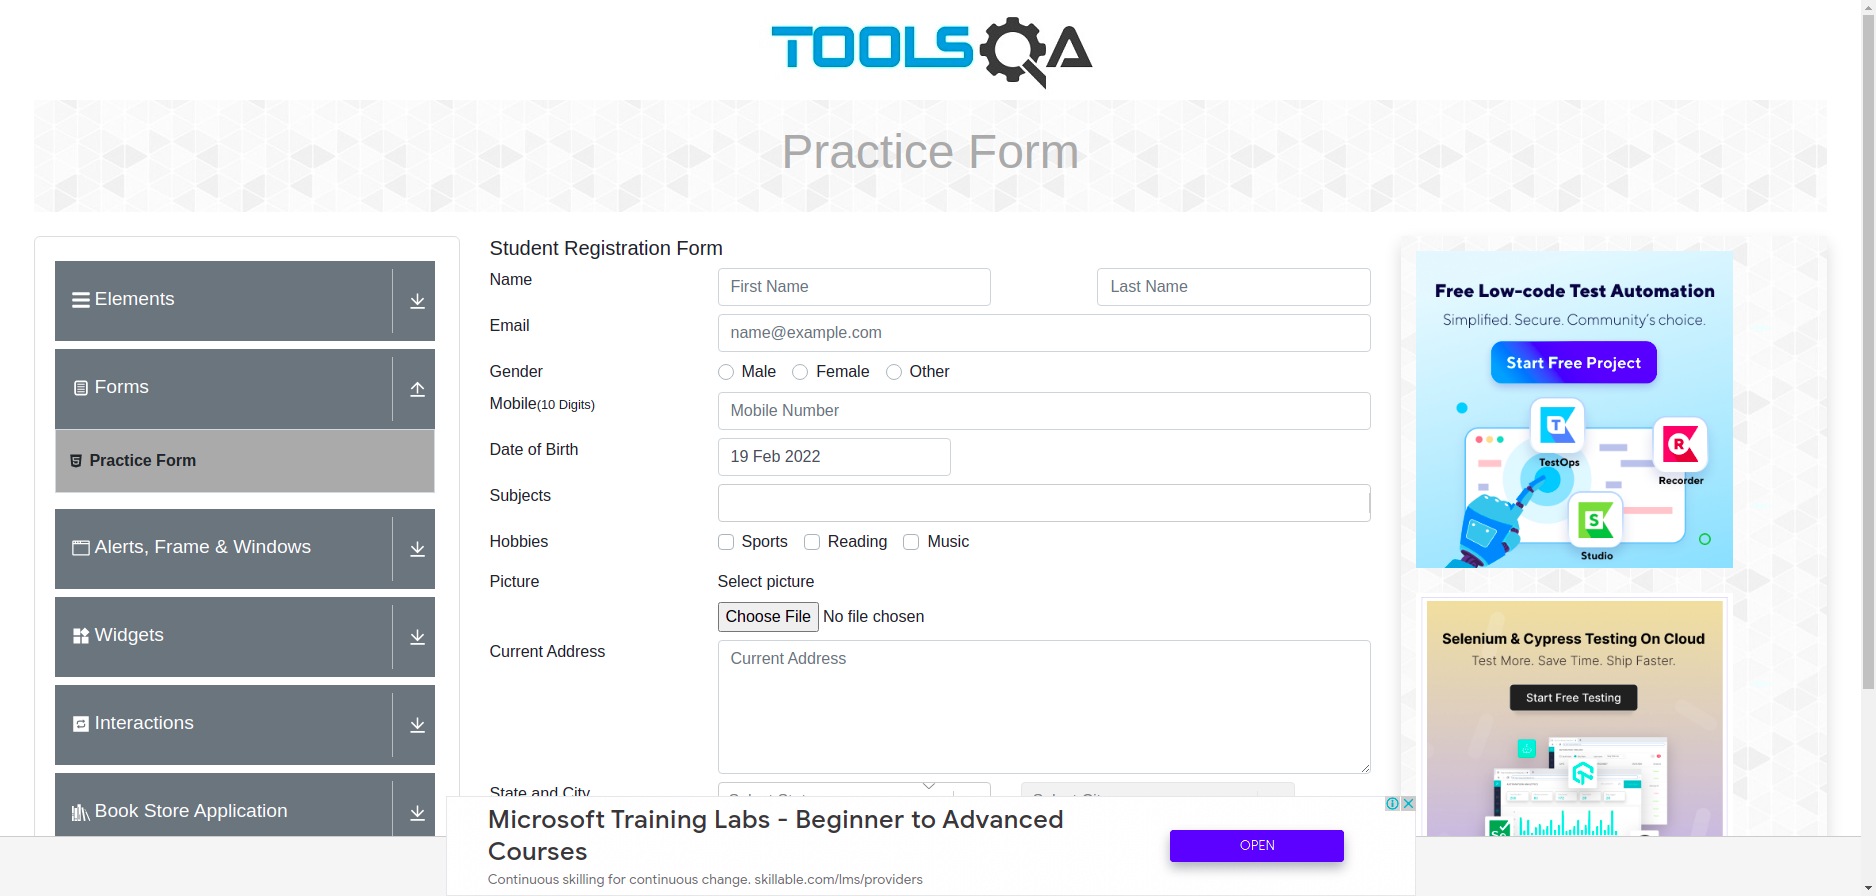 TOOLSQA
Practice Form
Elements
Forms
Practice Form
Alerts, Frame & Windows
Widgets
Interactions
Book Store Application
Student Registration Form
Name
First Name
Last Name
Email
name@example.com
Gender
Male
Female
Other
Mobile(10 Digits)
Mobile Number
Date of Birth
19 Feb 2022
Subjects
Hobbies
Sports
Reading
Music
Picture
Select picture
Choose File No file chosen
Current Address
Current Address
State and City
Free Low-code Test Automation
Simplified. Secure. Community's choice.
Start Free Project
T
TestOps
R
Recorder
S
Studio
Selenium & Cypress Testing On Cloud
Test More. Save Time. Ship Faster.
Start Free Testing
Se
Microsoft Training Labs - Beginner to Advanced
Courses
Continuous skilling for continuous change. skillable.com/lms/providers
OPEN